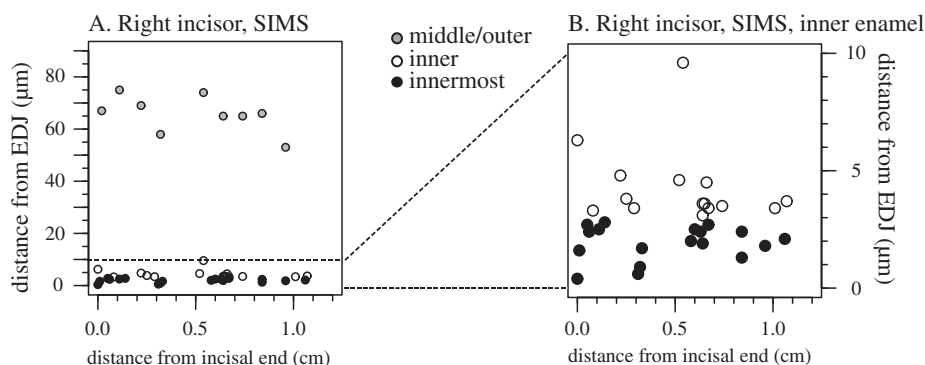 A. Right incisor, SIMS
distance from EDJ (µm)
80
60
40
20
0
0.0 0.5 1.0
distance from incisal end (cm)
middle/outer
inner
innermost
B. Right incisor, SIMS, inner enamel
10
5
0
distance from EDJ (µm)
0.0 0.5 1.0
distance from incisal end (cm)